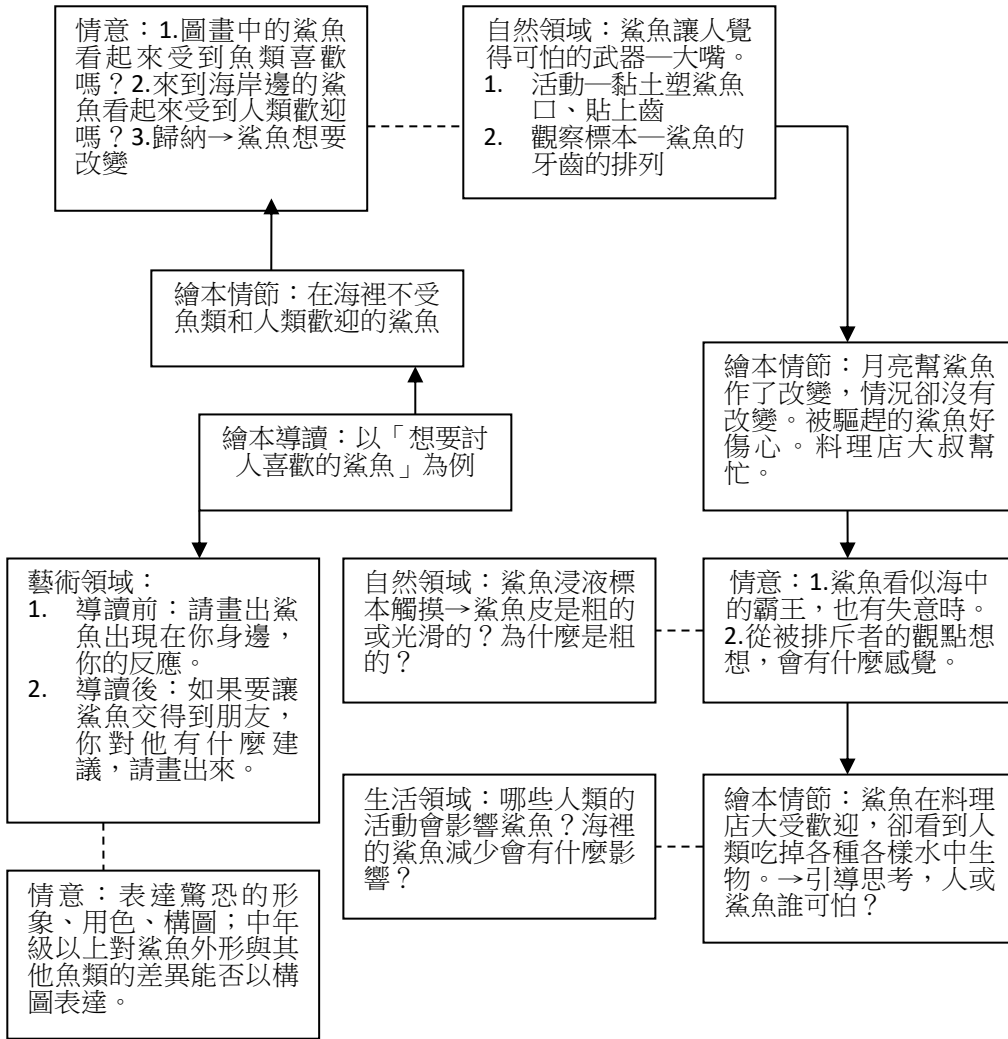 情意：1.圖畫中的鯊魚
看起來受到魚類喜歡
嗎？2.來到海岸邊的鯊
魚看起來受到人類歡迎
嗎？3.歸納→鯊魚想要
改變
自然領域：鯊魚讓人覺
得可怕的武器—大嘴。
1. 活動—黏土塑鯊魚
口、貼上齒
2. 觀察標本—鯊魚的
牙齒的排列
繪本情節：在海裡不受
魚類和人類歡迎的鯊魚
繪本導讀：以「想要討
人喜歡的鯊魚」為例
繪本情節：月亮幫鯊魚
作了改變，情況卻沒有
改變。被驅趕的鯊魚好
傷心。料理店大叔幫
忙。
藝術領域：
1. 導讀前：請畫出鯊
魚出現在你身邊，
你的反應。
2. 導讀後：如果要讓
鯊魚交得到朋友，
你對他有什麼建
議，請畫出來。
自然領域：鯊魚浸液標
本觸摸→鯊魚皮是粗的
或光滑的？為什麼是粗
的？
情意：1.鯊魚看似海中
的霸王，也有失意時。
2.從被排斥者的觀點想
想，會有什麼感覺。
生活領域：哪些人類的
活動會影響鯊魚？海裡
的鯊魚減少會有什麼影
響？
繪本情節：鯊魚在料理
店大受歡迎，卻看到人
類吃掉各種各樣水中生
物。→引導思考，人或
鯊魚誰可怕？
情意：表達驚恐的形
象、用色、構圖；中年
級以上對鯊魚外形與其
他魚類的差異能否以構
圖表達。